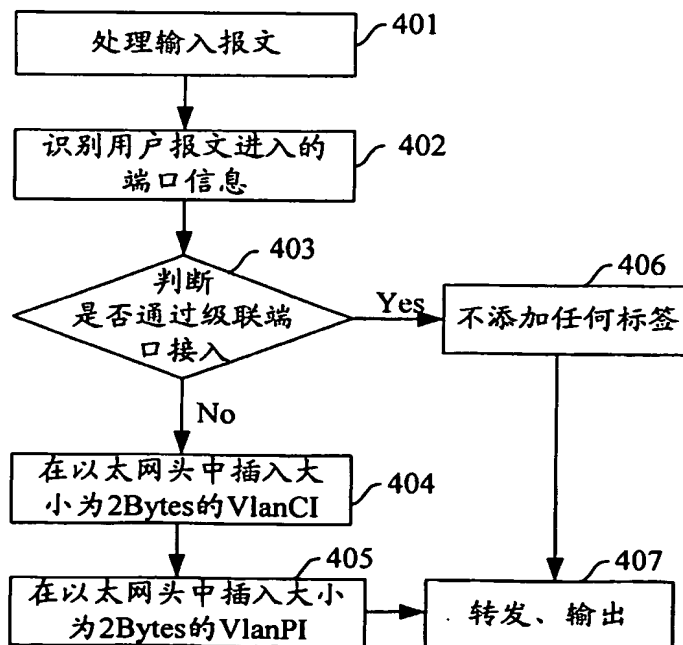 处理输入报文
401
识别用户报文进入的
端口信息
402
403
判断
是否通过级联端
口接入
Yes
406
不添加任何标签
No
在以太网头中插入大
小为2Bytes的VlanCI
404
405
在以太网头中插入大小
为2Bytes的VlanPI
407
转发、输出